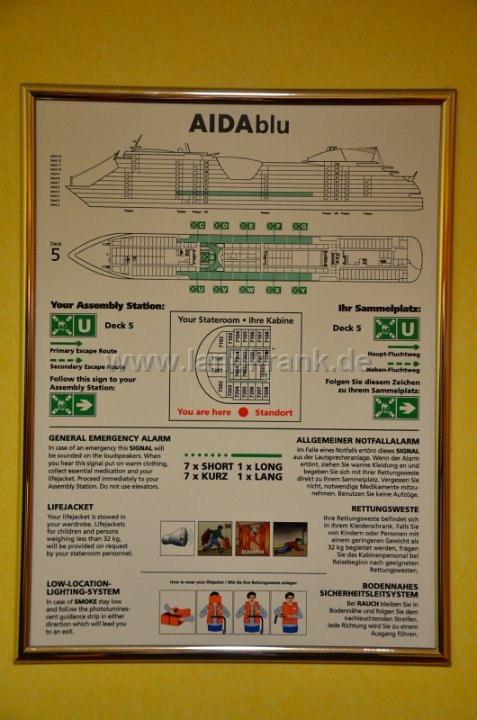 AIDAblu
Treppe Treppe Lift Treppe Lift Treppe
C D E F G
Deck
5
U V W X Y
Your Assembly Station:
U
Deck 5
Primary Escape Route
Secondary Escape Route
Follow this sign to your
Assembly Station:
Your Stateroom • Ihre Kabine
You are here Standort
Ihr Sammelplatz:
Deck 5
U
Haupt-Fluchtweg
Neben-Fluchtweg
Folgen Sie diesem Zeichen
zu Ihrem Sammelplatz:
GENERAL EMERGENCY ALARM
In case of an emergency this SIGNAL will
be sounded on the loudspeakers. When
you hear this signal put on warm clothing,
collect essential medication and your
lifejacket. Proceed immediately to your
Assembly Station. Do not use elevators.
7 x SHORT 1 x LONG
7 x KURZ 1 x LANG
ALLGEMEINER NOTFALLALARM
Im Falle eines Notfalls ertönt dieses SIGNAL
aus der Lautsprecheranlage. Wenn der Alarm
ertönt, ziehen Sie warme Kleidung an und
begeben Sie sich mit Ihrer Rettungsweste
direkt zu Ihrem Sammelplatz. Vergessen Sie
nicht, notwendige Medikamente mitzu-
nehmen. Benutzen Sie keine Aufzüge.
LIFEJACKET
Your lifejacket is stowed in
your wardrobe. Lifejackets
for children and persons
weighing less than 32 kg,
will be provided on request
by your stateroom personnel.
ELEVATOR
RETTUNGSWESTE
Ihre Rettungsweste befindet sich
in Ihrem Kleiderschrank. Falls Sie
von Kindern oder Personen mit
einem geringeren Gewicht als
32 kg begleitet werden, fragen
Sie das Kabinenpersonal bei
Reisebeginn nach geeigneten
Rettungswesten.
LOW-LOCATION-
LIGHTING-SYSTEM
In case of SMOKE stay low
and follow the photolumines-
cent guidance strip in either
direction which will lead you
to an exit.
How to wear your lifejacket / Wie Sie Ihre Rettungsweste anlegen
BODENNAHES
SICHERHEITSLEITSYSTEM
Bei RAUCH bleiben Sie in
Bodennähe und folgen Sie dem
nachleuchtenden Streifen.
Jede Richtung wird Sie zu einem
Ausgang führen.